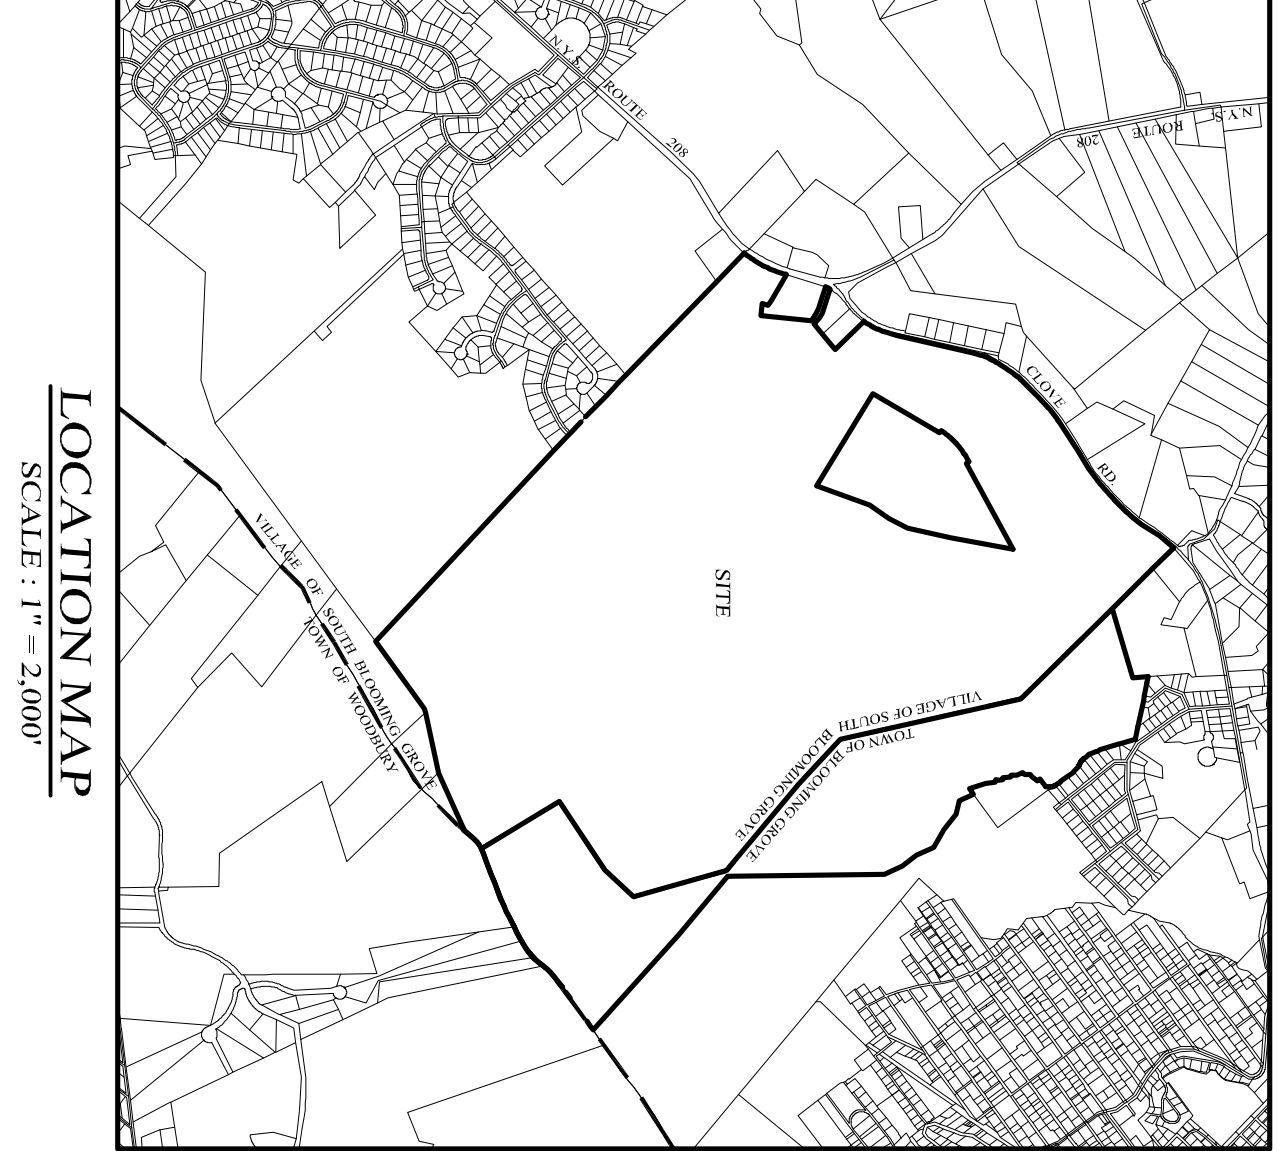 LOCATION MAP
SCALE : 1" = 2,000'
N.Y.S. ROUTE 208
N.Y.S. ROUTE 208
CLOVE RD.
SITE
VILLAGE OF SOUTH BLOOMING GROVE
TOWN OF BLOOMING GROVE
VILLAGE OF SOUTH BLOOMING GROVE
TOWN OF WOODBURY